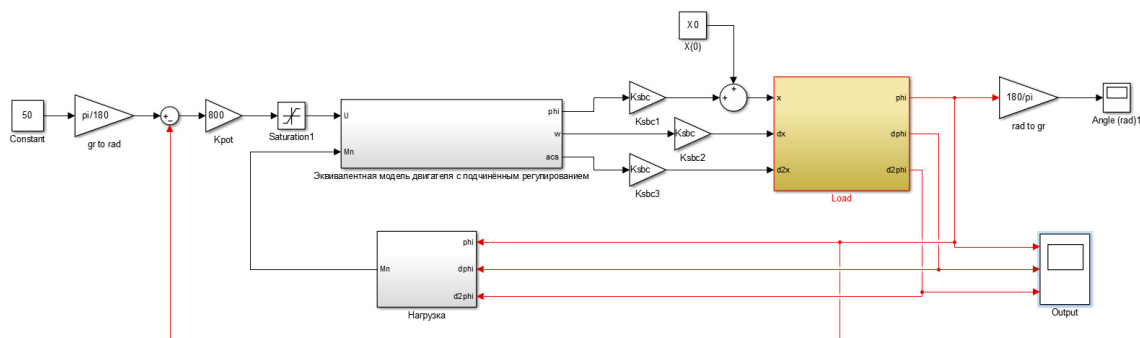 X0
X(0)
50
Constant
pi/180
gr to rad
800
Kpot
Saturation1
U
Mn
phi
w
acs
Эквивалентная модель двигателя с подчинённым регулированием
Ksbc
Ksbc1
Ksbc
Ksbc2
Ksbc
Ksbc3
x
dx
d2x
phi
dphi
d2phi
Load
180/pi
rad to gr
Angle (rad)1
Mn
phi
dphi
d2phi
Нагрузка
Output